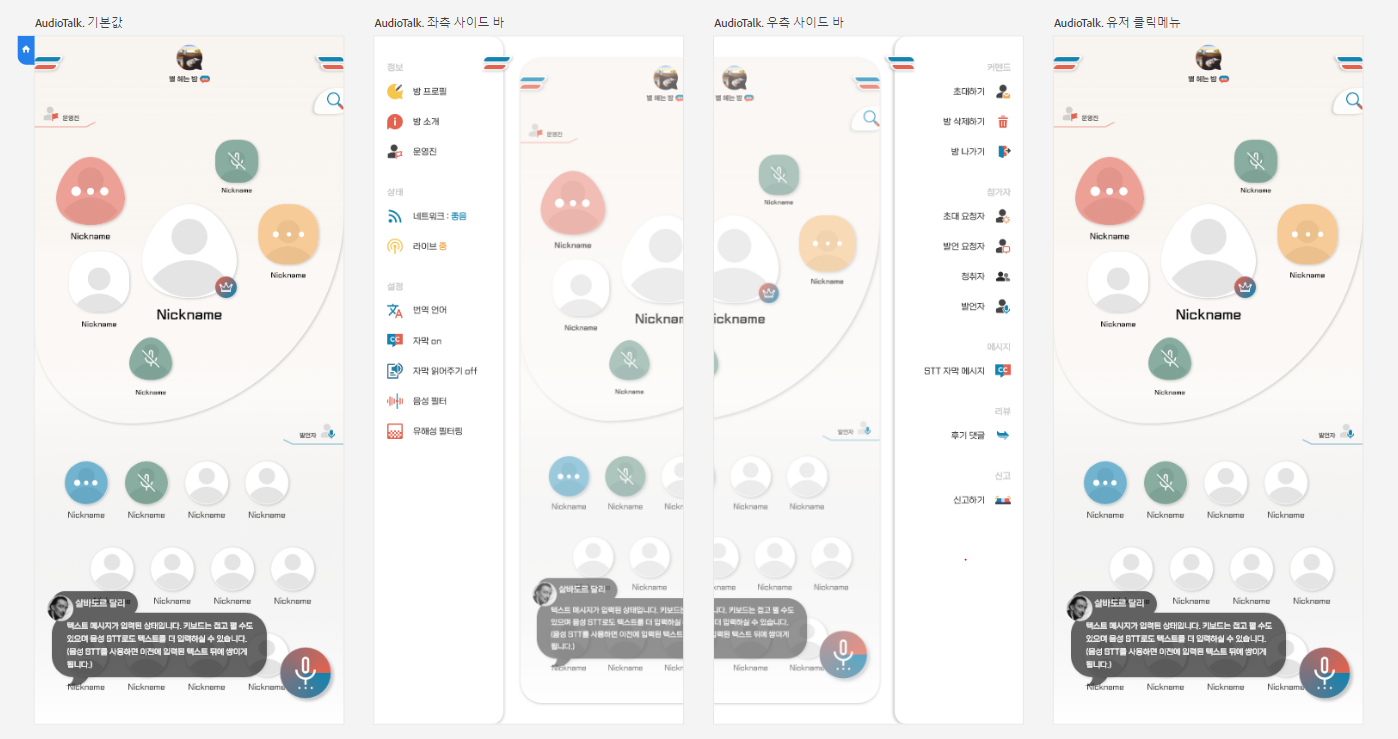 AudioTalk. 기본값
별 헤는 밤
운영진
Nickname
Nickname
Nickname
Nickname
Nickname
Nickname
발언자
Nickname
Nickname
Nickname
Nickname
Nickname
Nickname
Nickname
Nickname
살바도르 달리
텍스트 메시지가 입력된 상태입니다. 키보드는 접고 펼 수도
있으며 음성 STT로도 텍스트를 더 입력하실 수 있습니다.
(음성 STT를 사용하면 이전에 입력된 텍스트 뒤에 쌓이게
됩니다.)
Nickname
Nickname
Nickname
Nickname
AudioTalk. 좌측 사이드 바
정보
방 프로필
방 소개
운영진
상태
네트워크 : 좋음
라이브 중
설정
번역 언어
CC
자막 on
자막 읽어주기 off
음성 필터
유해성 필터링
별 헤는 밤
운영진
Nickname
Nickname
Nicknam
Nickname
발언자
Nickname
Nickname
Nick
Nickname
Nickname
살바도르 달리
텍스트 메시지가 입력된 상태입니다. 키보드는
있으며 음성 STT로도 텍스트를 더 입력하
(음성 STT를 사용하면 이전에 입력된 텍스
됩니다.)
Nickname
Nickname
Nick
AudioTalk. 우측 사이드 바
별 헤는 밤
Nickname
Nickname
ickname
발언자
Nickname
Nickname
kname
Nickname
Nickname
접고 펼 수도
입력하실 수 있습니다.
텍스트 뒤에 쌓이게
kname
Nickname
커맨드
초대하기
방 삭제하기
방 나가기
참가자
초대 요청자
발언 요청자
청취자
발언자
메시지
STT 자막 메시지
CC
리뷰
후기 댓글
신고
신고하기
AudioTalk. 유저 클릭메뉴
별 헤는 밤
운영진
Nickname
Nickname
Nickname
Nickname
Nickname
Nickname
발언자
Nickname
Nickname
Nickname
Nickname
Nickname
Nickname
Nickname
Nickname
살바도르 달리
텍스트 메시지가 입력된 상태입니다. 키보드는 접고 펼 수도
있으며 음성 STT로도 텍스트를 더 입력하실 수 있습니다.
(음성 STT를 사용하면 이전에 입력된 텍스트 뒤에 쌓이게
됩니다.)
Nickname
Nickname
Nickname
Nickname